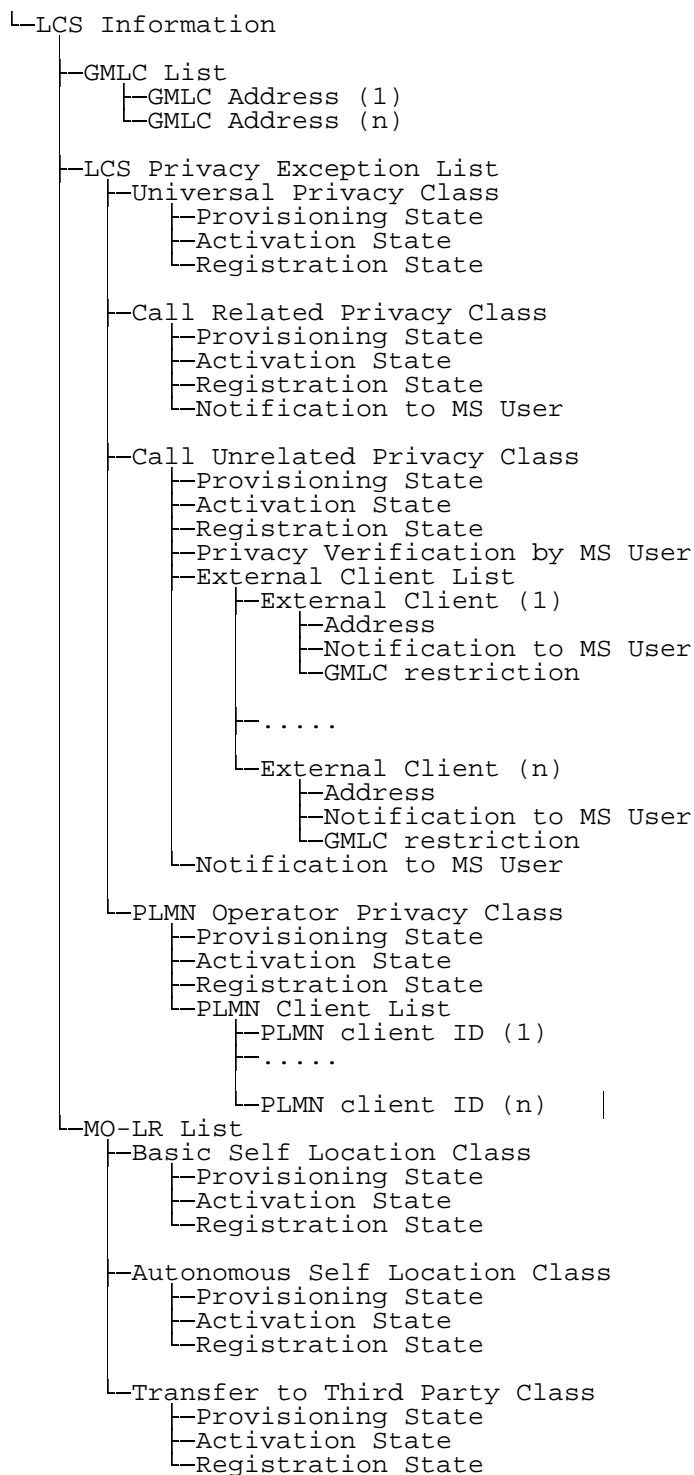 LCS Information
GMLC List
GMLC Address (1)
GMLC Address (n)
LCS Privacy Exception List
Universal Privacy Class
Provisioning State
Activation State
Registration State
Call Related Privacy Class
Provisioning State
Activation State
Registration State
Notification to MS User
Call Unrelated Privacy Class
Provisioning State
Activation State
Registration State
Privacy Verification by MS User
External Client List
External Client (1)
Address
Notification to MS User
GMLC restriction
.....
External Client (n)
Address
Notification to MS User
GMLC restriction
Notification to MS User
PLMN Operator Privacy Class
Provisioning State
Activation State
Registration State
PLMN Client List
PLMN client ID (1)
.....
PLMN client ID (n)
MO-LR List
Basic Self Location Class
Provisioning State
Activation State
Registration State
Autonomous Self Location Class
Provisioning State
Activation State
Registration State
Transfer to Third Party Class
Provisioning State
Activation State
Registration State